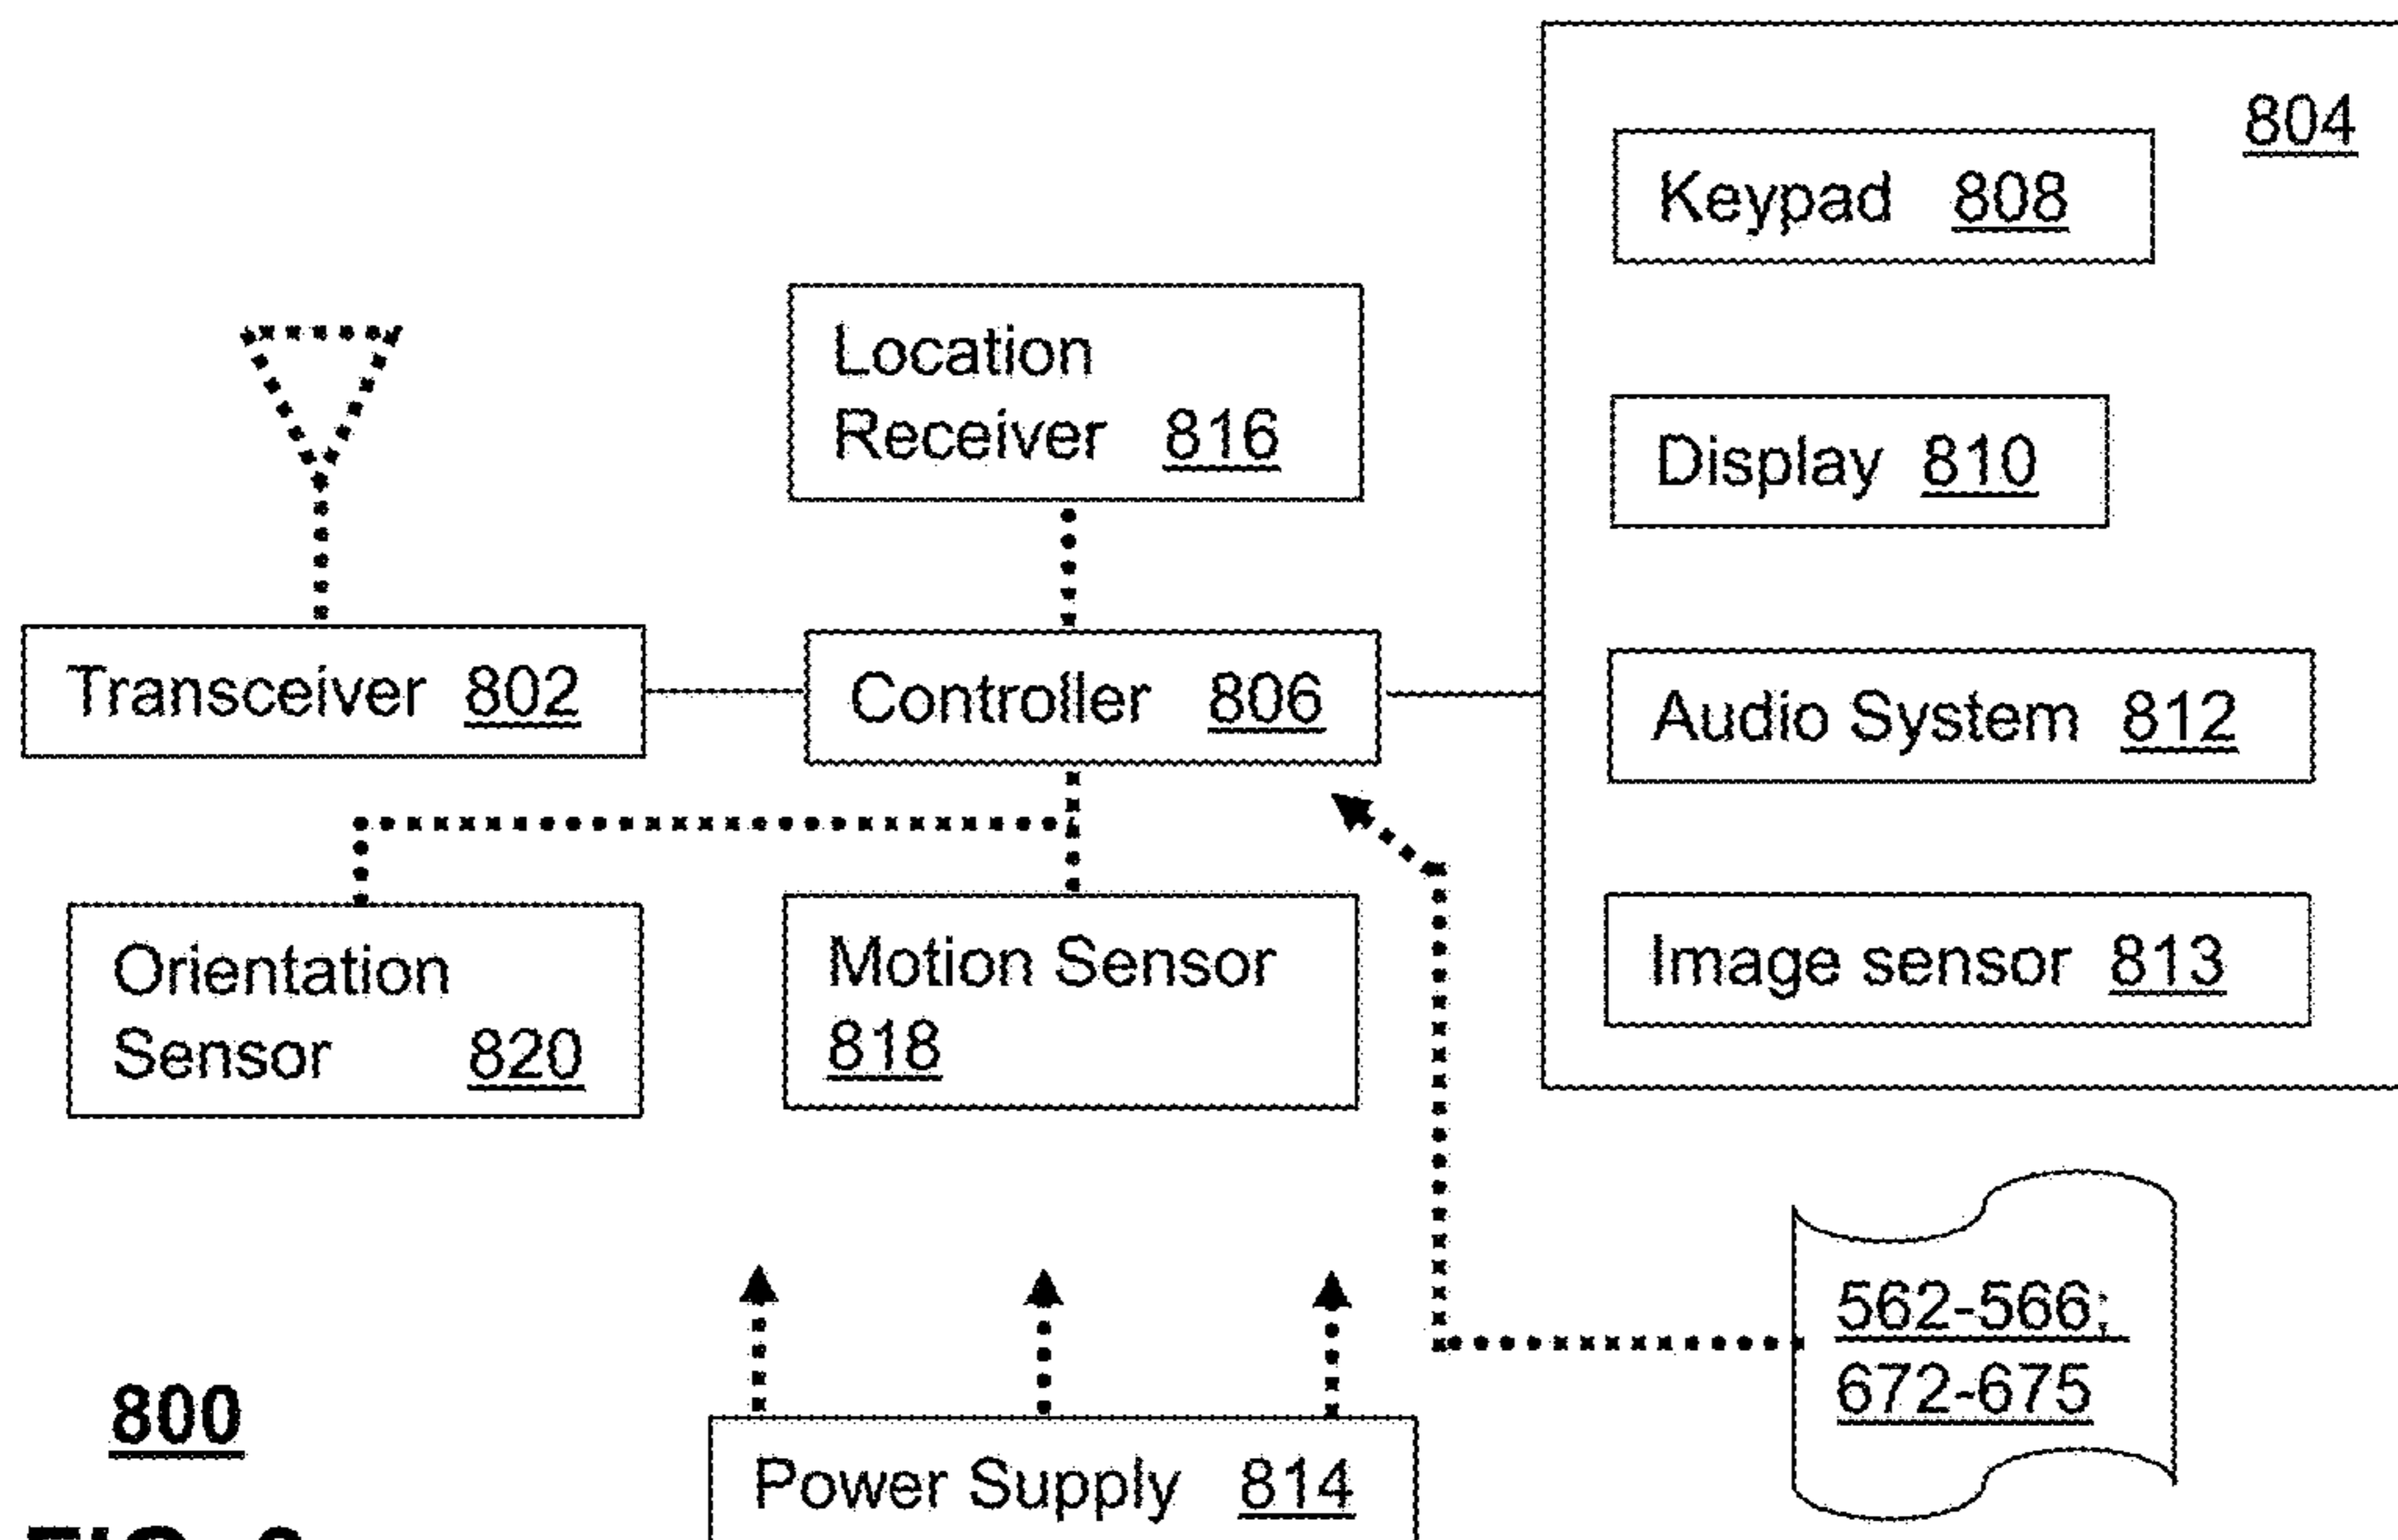 804
Keypad 808
Location
Receiver 816
Display 810
Transceiver 802
Controller 806
Audio System 812
Orientation
Sensor 820
Motion Sensor
818
Image sensor 813
562-566;
672-675
800
Power Supply 814